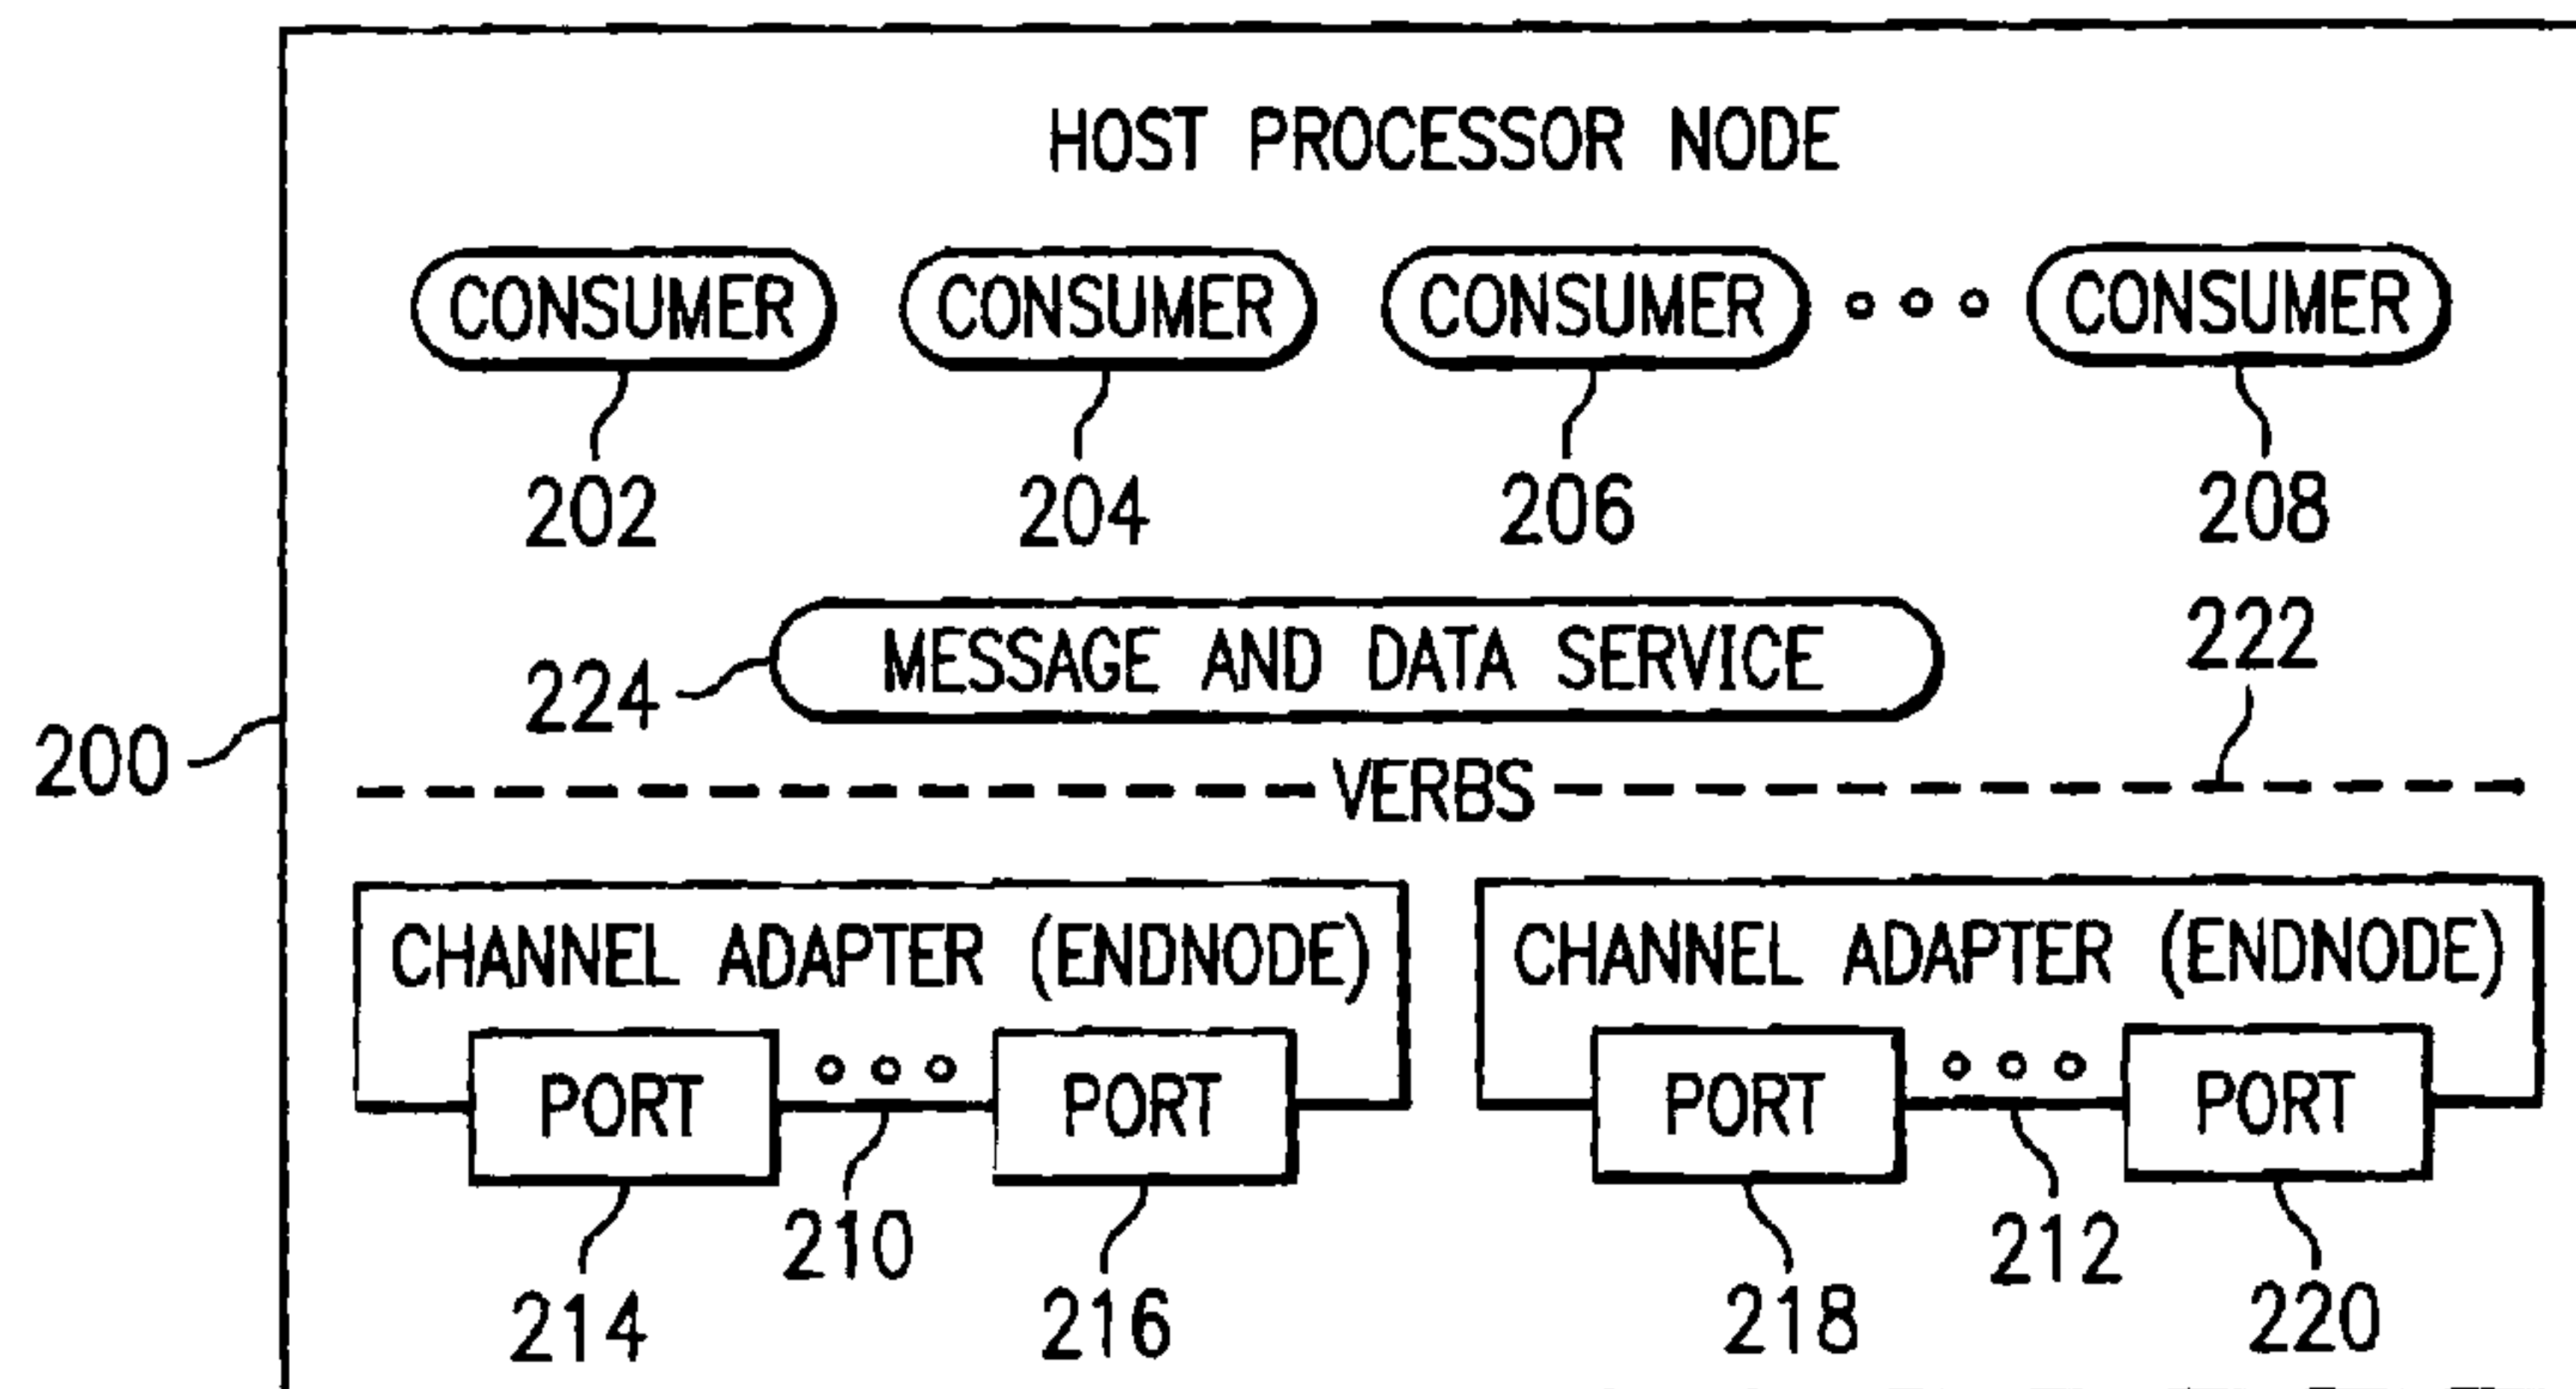 HOST PROCESSOR NODE
CONSUMER CONSUMER CONSUMER CONSUMER
202 204 206 208
MESSAGE AND DATA SERVICE
224 222
200
VERBS
CHANNEL ADAPTER (ENDNODE) CHANNEL ADAPTER (ENDNODE)
PORT PORT PORT PORT
210 212
214 216 218 220